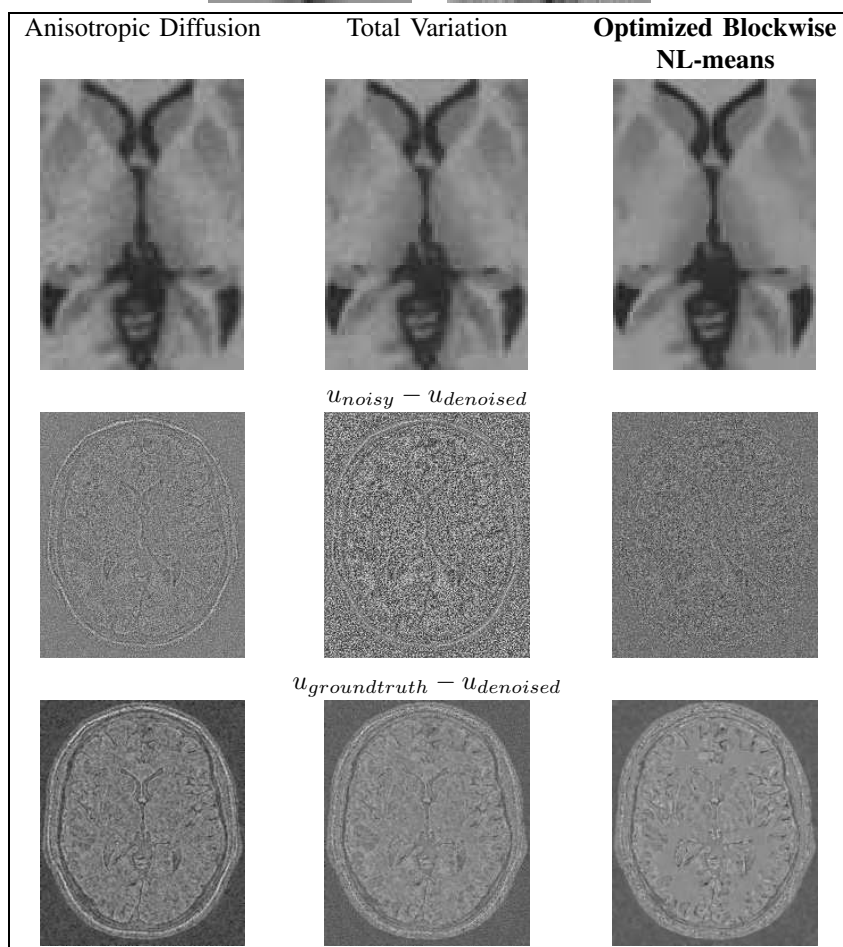 Anisotropic Diffusion Total Variation Optimized Blockwise
NL-means
u_{noisy} − u_{denoised}
u_{groundtruth} − u_{denoised}